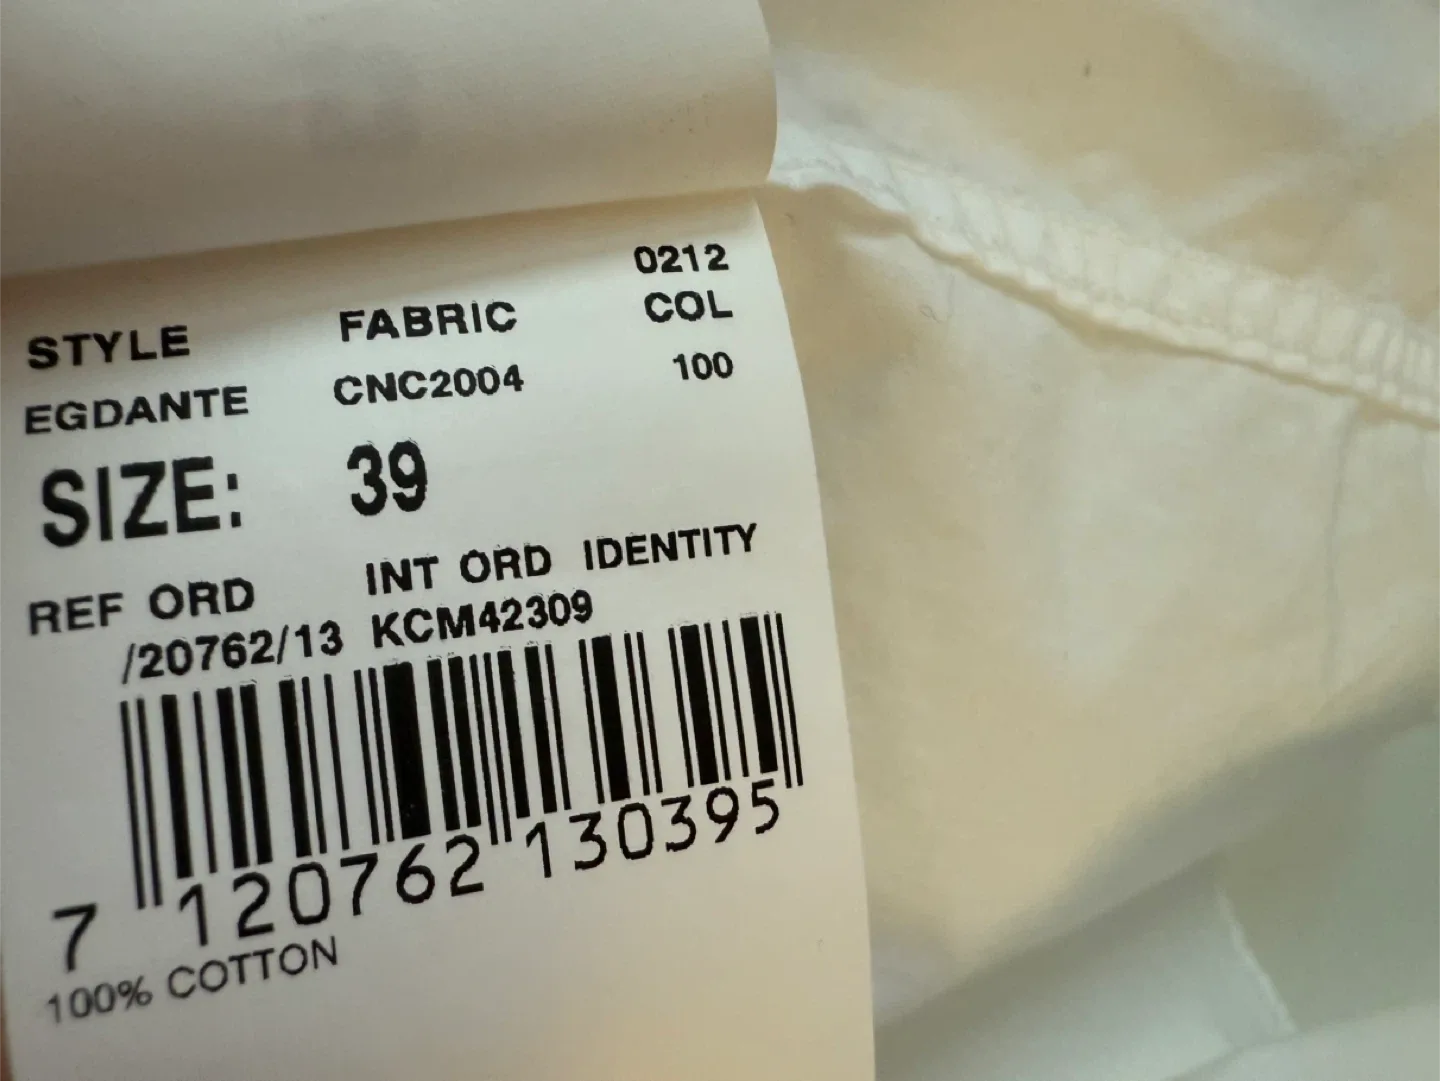 0212
STYLE FABRIC COL
EGDANTE CNC2004 100
SIZE: 39
REF ORD INT ORD IDENTITY
/20762/13 KCM42309
7 120762 130395
100% COTTON